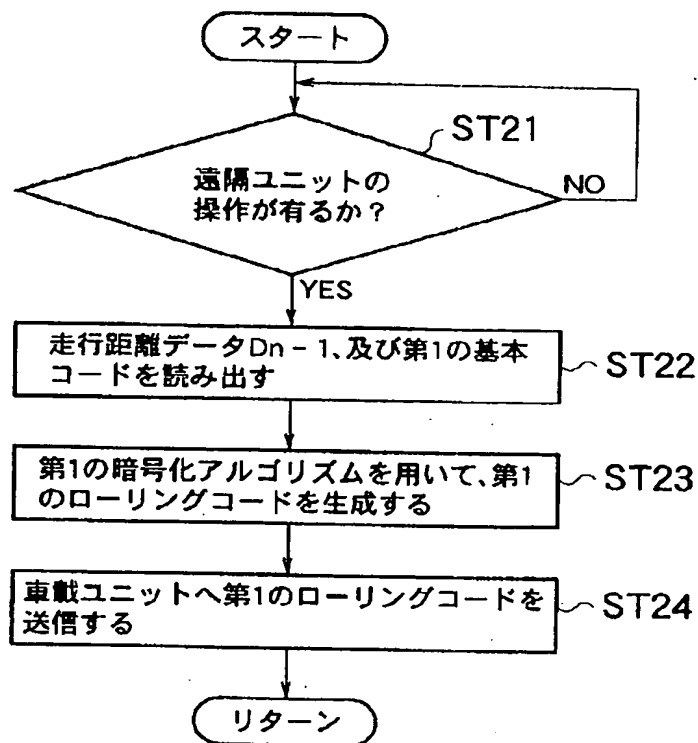 スタート
ST21
遠隔ユニットの
操作が有るか?
NO
YES
走行距離データDn-1、及び第1の基本
コードを読み出す
ST22
第1の暗号化アルゴリズムを用いて、第1
のローリングコードを生成する
ST23
車載ユニットへ第1のローリングコードを
送信する
ST24
リターン